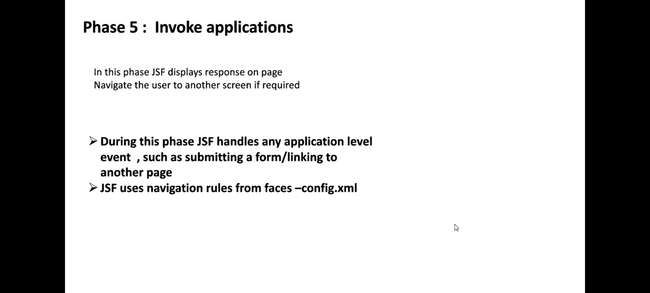 Phase 5 : Invoke applications
In this phase JSF displays response on page
Navigate the user to another screen if required
➢ During this phase JSF handles any application level
event , such as submitting a form/linking to
another page
➢ JSF uses navigation rules from faces –config.xml